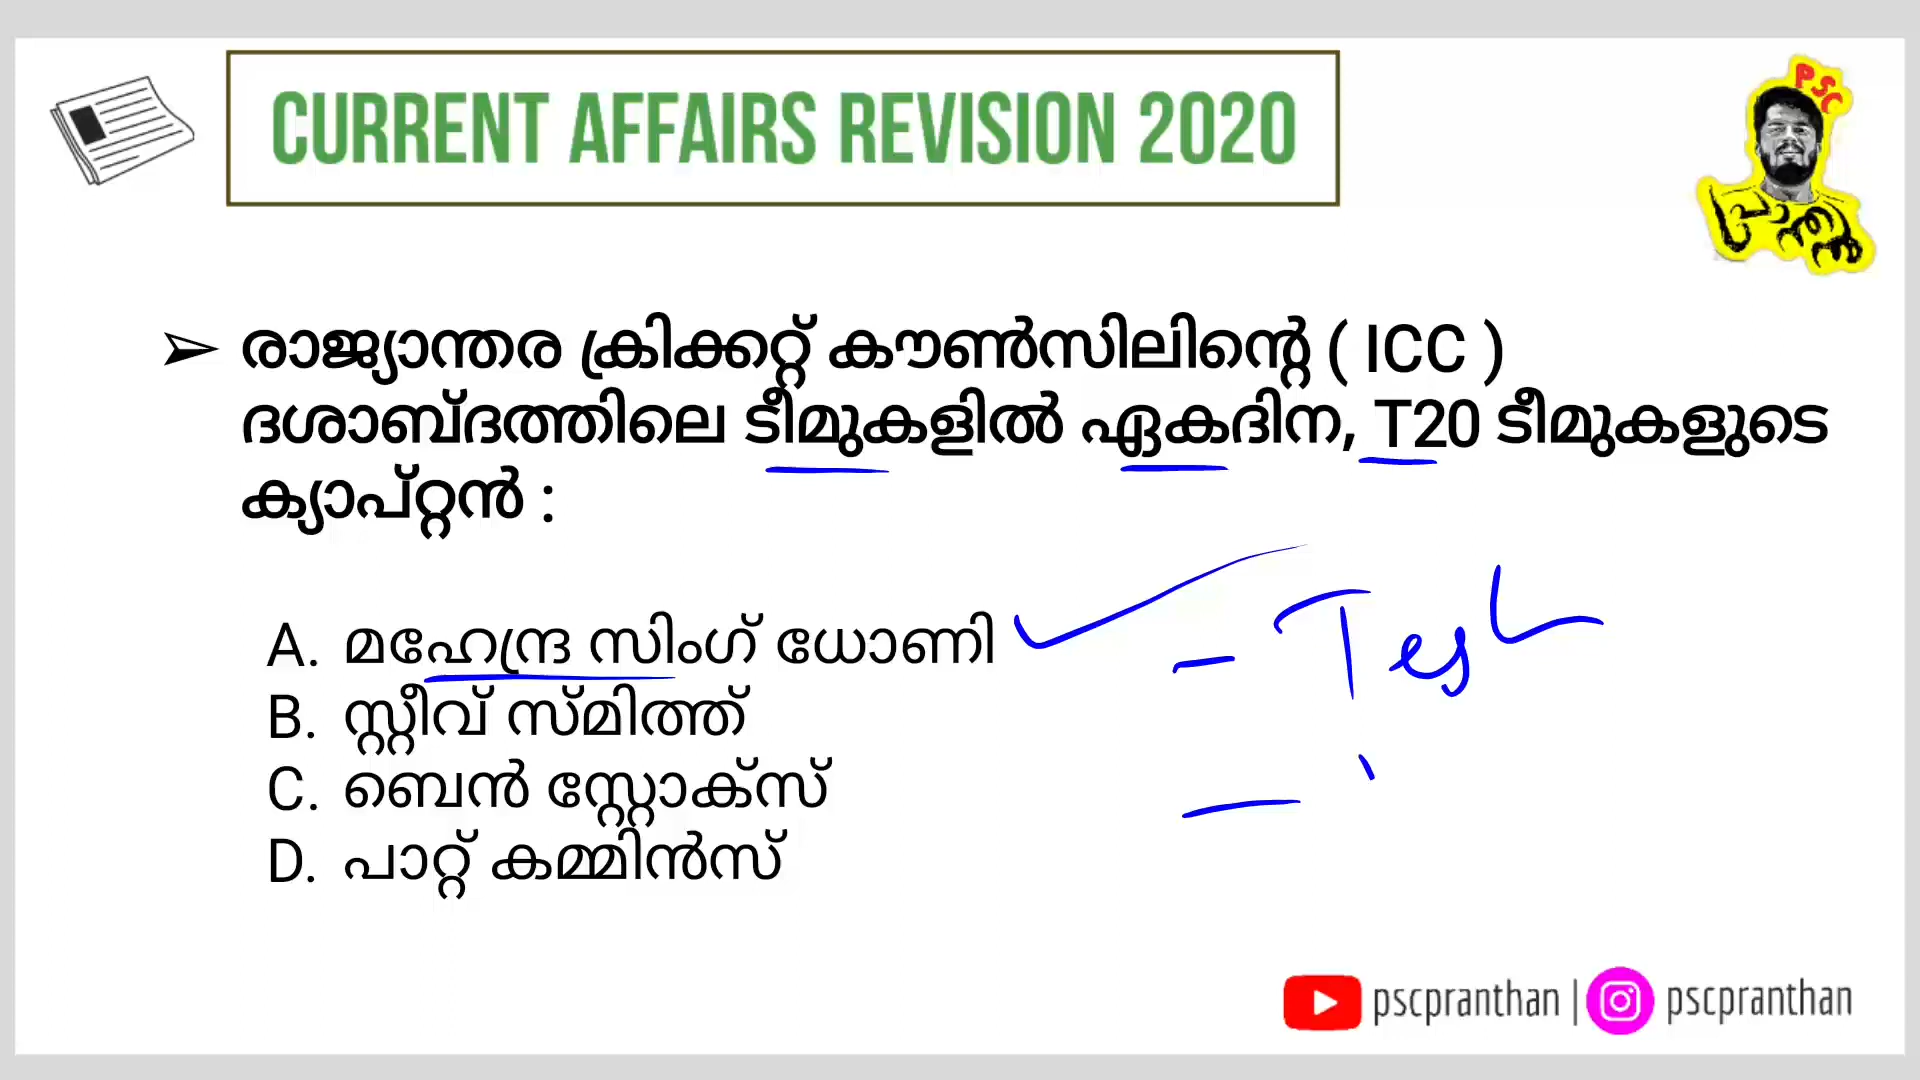 CURRENT AFFAIRS REVISION 2020
PSC
പ്രാന്തൻ
➢ രാജ്യാന്തര ക്രിക്കറ്റ് കൗൺസിലിന്റെ ( ICC )
ദശാബ്ദത്തിലെ ടീമുകളിൽ ഏകദിന, T20 ടീമുകളുടെ
ക്യാപ്റ്റൻ :
A. മഹേന്ദ്ര സിംഗ് ധോണി
- Test
B. സ്റ്റീവ് സ്മിത്ത്
C. ബെൻ സ്റ്റോക്സ്
D. പാറ്റ് കമ്മിൻസ്
pscpranthan | pscpranthan